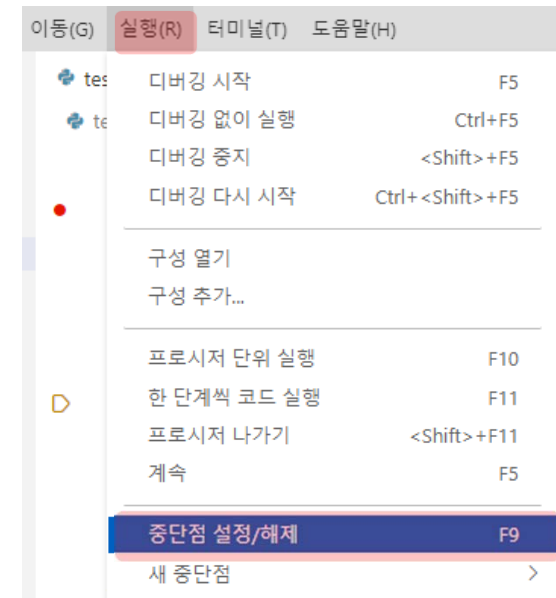 이동(G) 실행(R) 터미널(T) 도움말(H)
tes
te
디버깅 시작 F5
디버깅 없이 실행 Ctrl+F5
디버깅 중지 <Shift>+F5
디버깅 다시 시작 Ctrl+<Shift>+F5
구성 열기
구성 추가...
프로시저 단위 실행 F10
한 단계씩 코드 실행 F11
프로시저 나가기 <Shift>+F11
계속 F5
중단점 설정/해제 F9
새 중단점